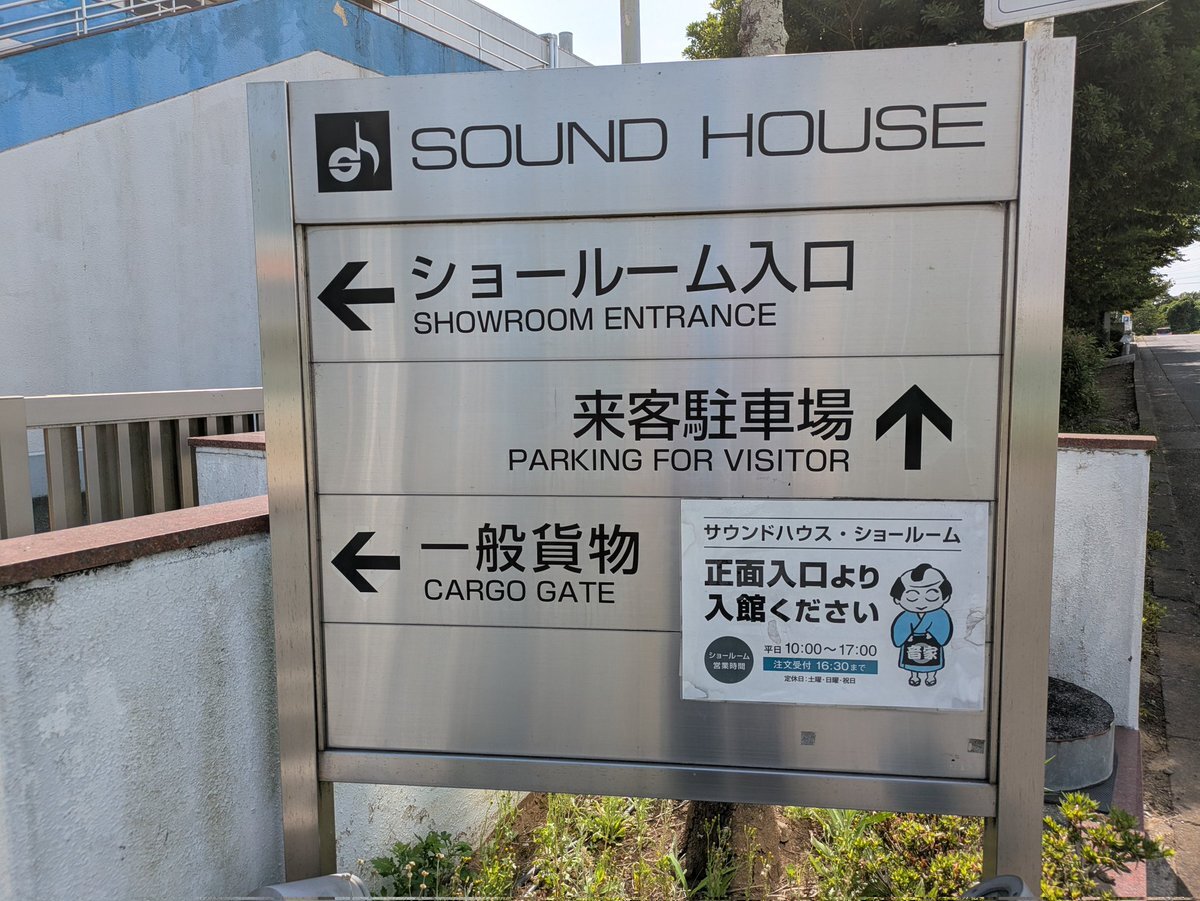 sh SOUND HOUSE
ショールーム入口
SHOWROOM ENTRANCE
来客駐車場
PARKING FOR VISITOR
一般貨物
CARGO GATE
サウンドハウス・ショールーム
正面入口より
入館ください
ショールーム
営業時間
平日 10:00～17:00
注文受付 16:30まで
定休日：土曜・日曜・祝日
音家